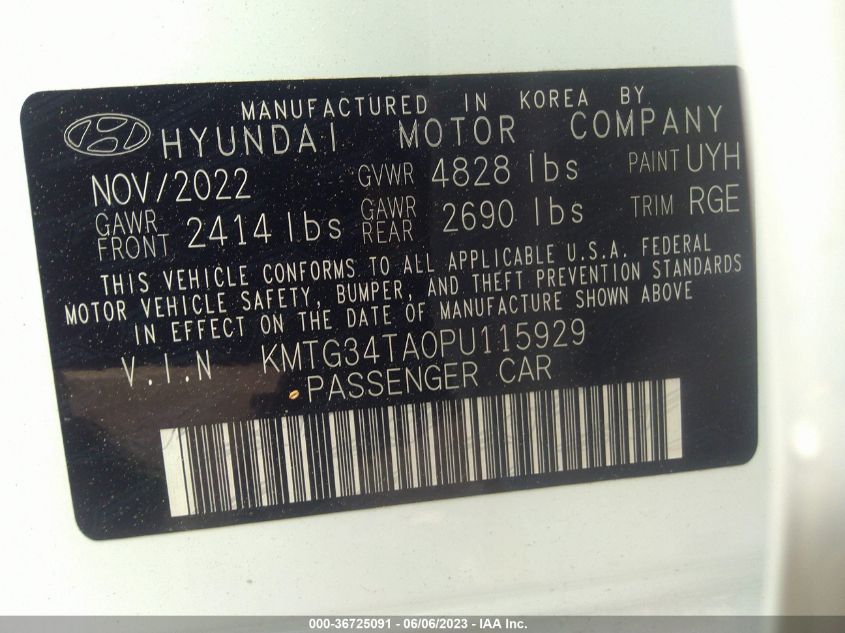 MANUFACTURED IN KOREA BY
HYUNDAI MOTOR COMPANY
NOV/2022 GVWR 4828 lbs PAINT UYH
GAWR FRONT 2414 lbs GAWR REAR 2690 lbs TRIM RGE
THIS VEHICLE CONFORMS TO ALL APPLICABLE U.S.A. FEDERAL
MOTOR VEHICLE SAFETY, BUMPER, AND THEFT PREVENTION STANDARDS
IN EFFECT ON THE DATE OF MANUFACTURE SHOWN ABOVE
V.I.N KMTG34TA0PU115929
PASSENGER CAR
000-36725091 - 06/06/2023 - IAA Inc.